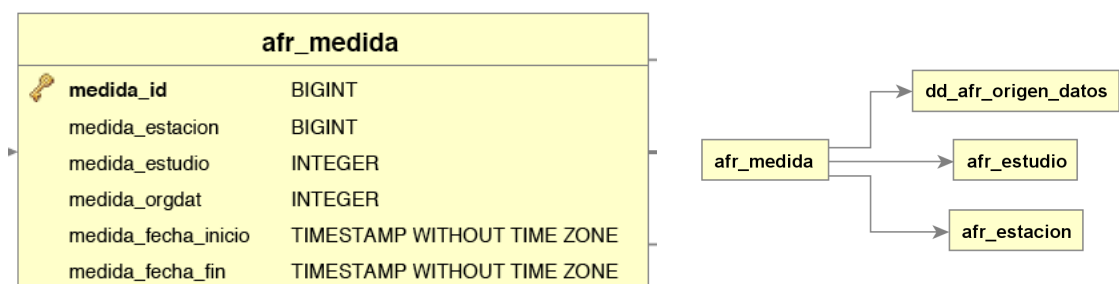 afr_medida
medida_id BIGINT
medida_estacion BIGINT
medida_estudio INTEGER
medida_orgdat INTEGER
medida_fecha_inicio TIMESTAMP WITHOUT TIME ZONE
medida_fecha_fin TIMESTAMP WITHOUT TIME ZONE
dd_afr_origen_datos
afr_medida
afr_estudio
afr_estacion